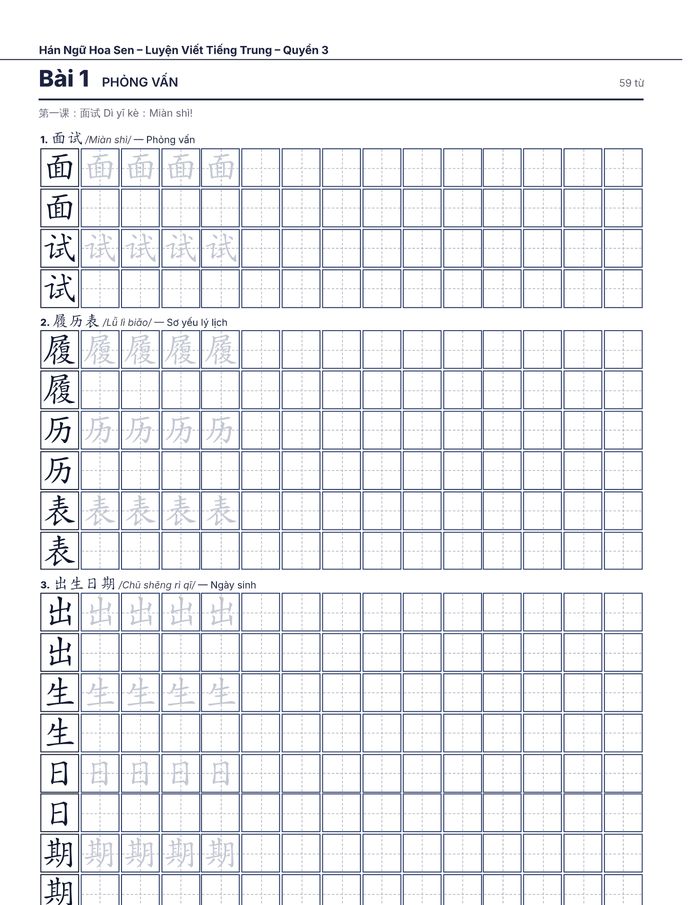 Hán Ngữ Hoa Sen – Luyện Viết Tiếng Trung – Quyển 3
Bài 1 PHỎNG VẤN 59 từ
第一课：面试 Dì yī kè : Miàn shì!
1. 面试 /Miàn shì/ — Phỏng vấn
面 面 面 面 面
面
试 试 试 试 试
试
2. 履历表 /Lǚ lì biǎo/ — Sơ yếu lý lịch
履 履 履 履 履
履
历 历 历 历 历
历
表 表 表 表 表
表
3. 出生日期 /Chū shēng rì qī/ — Ngày sinh
出 出 出 出 出
出
生 生 生 生 生
生
日 日 日 日 日
日
期 期 期 期 期
期